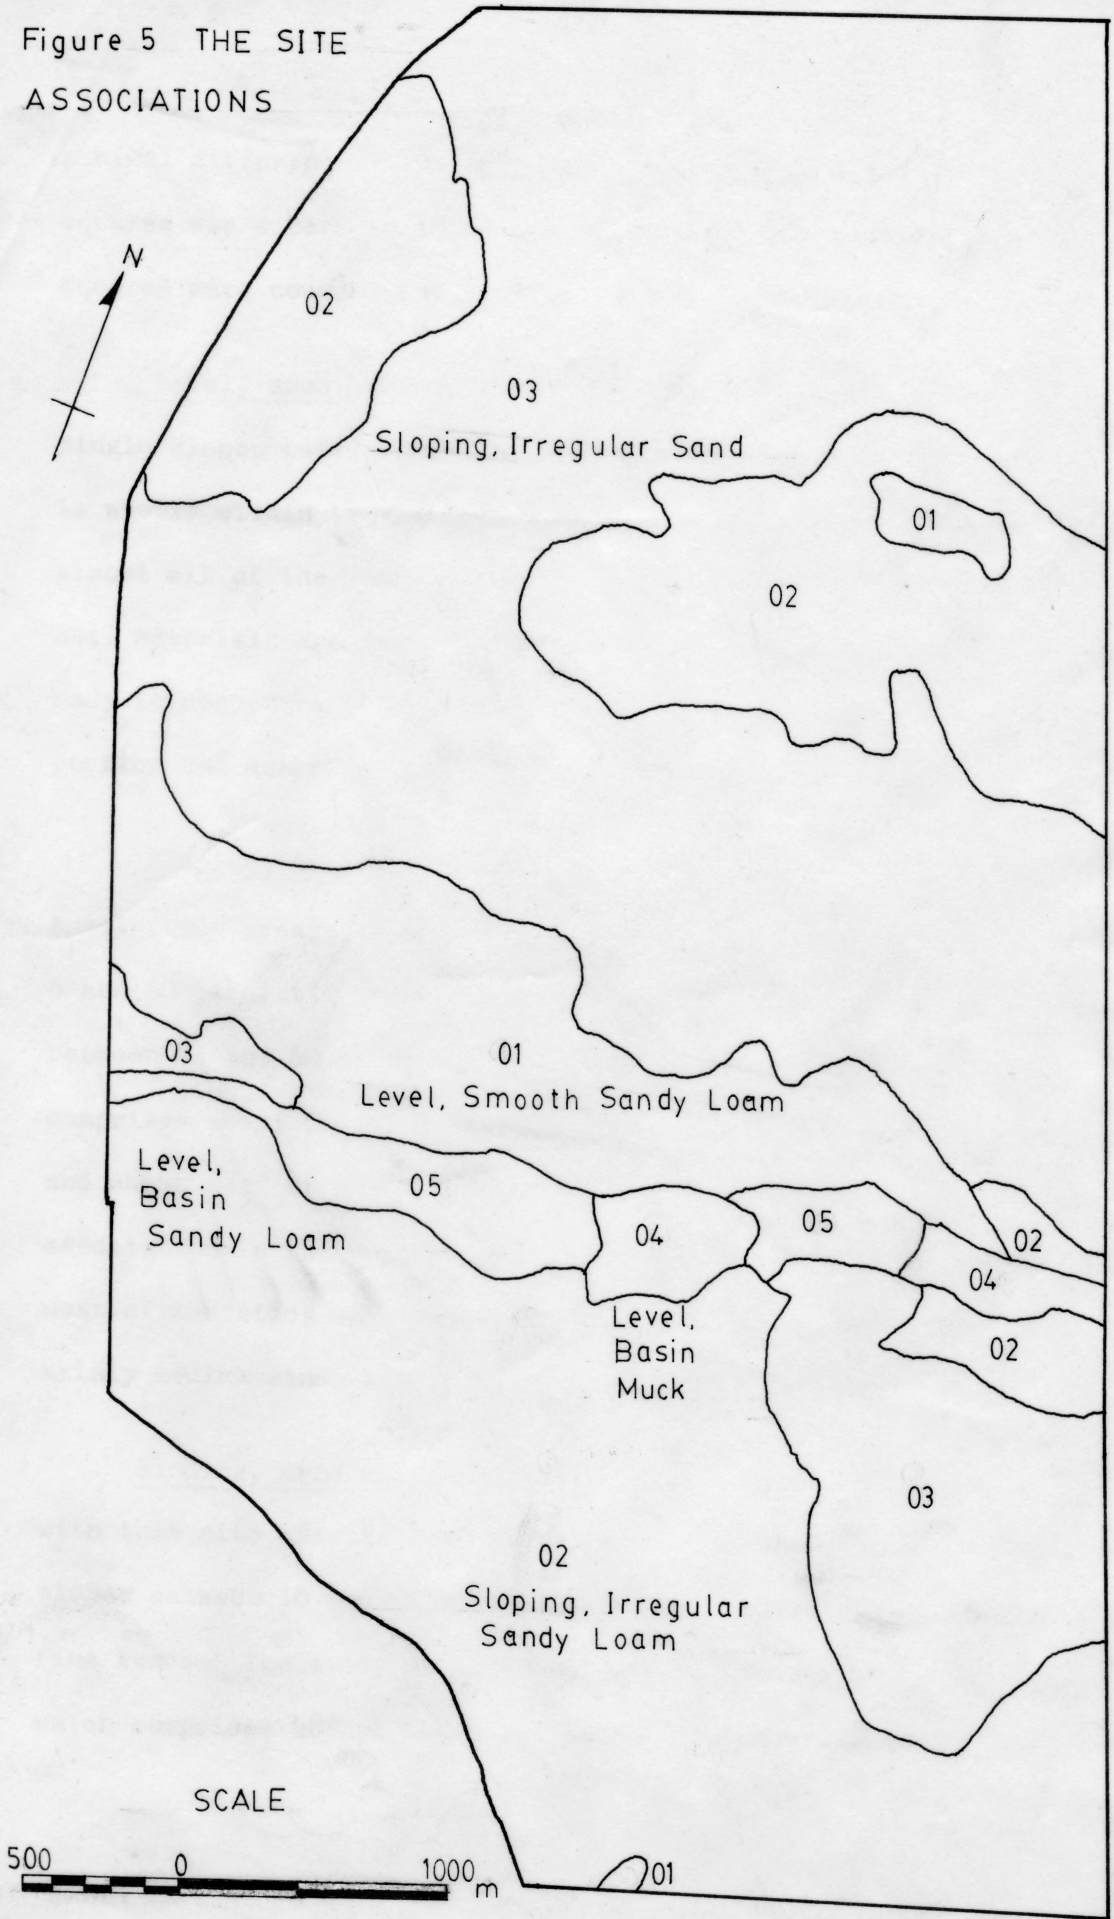 Figure 5 THE SITE
ASSOCIATIONS
N
02
03
Sloping, Irregular Sand
01
02
03
01
Level, Smooth Sandy Loam
Level,
Basin
Sandy Loam
05
04
05
02
04
02
Level,
Basin
Muck
03
02
Sloping, Irregular
Sandy Loam
SCALE
500 0 1000 m
01